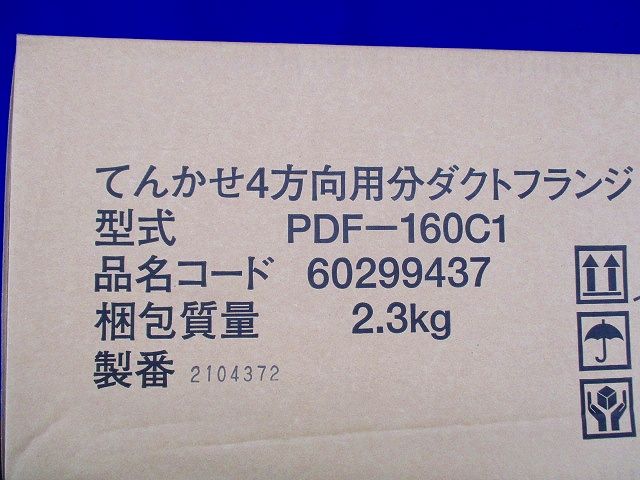 てんかせ4方向用分ダクトフランジ
型式 PDF－160C1
品名コード 60299437
梱包質量 2.3kg
製番 2104372